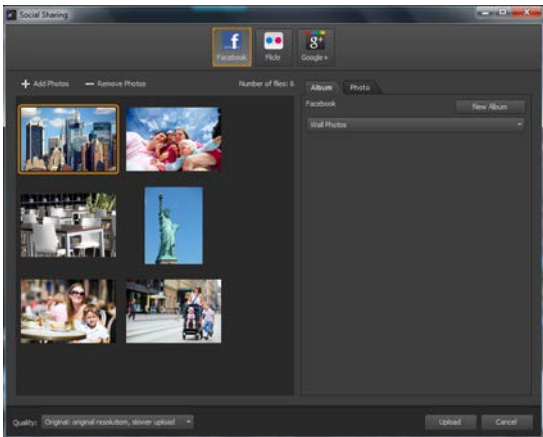 Social Sharing
f
Facebook
Flickr
g+
Google+
Add Photos
Remove Photos
Number of files: 6
Album
Photo
Facebook
New Album
Wall Photos
Quality:
Original: original resolution, slower upload
Upload
Cancel